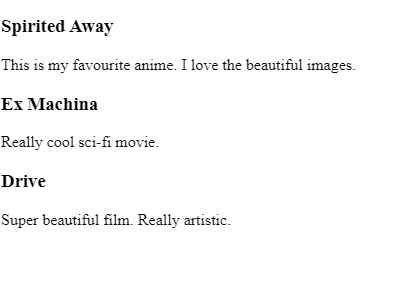 Spirited Away
This is my favourite anime. I love the beautiful images.
Ex Machina
Really cool sci-fi movie.
Drive
Super beautiful film. Really artistic.